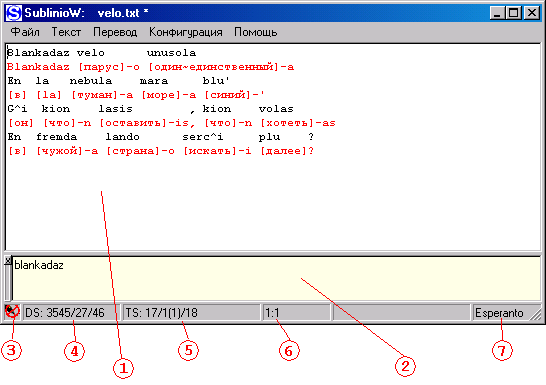 SublinioW: velo.txt *
Файл Текст Перевод Конфигурация Помощь
Blankadaz velo unusola
Blankadaz [парус]-o [один~единственный]-a
En la nebula mara blu'
[в] [la] [туман]-a [море]-a [синий]-'
G^i kion lasis , kion volas
[он] [что]-n [оставить]-is, [что]-n [хотеть]-as
En fremda lando serc^i plu ?
[в] [чужой]-a [страна]-o [искать]-i [далее]?
blankadaz
DS: 3545/27/46 TS: 17/1(1)/18 1:1 Esperanto
3 4 1 5 6 2 7